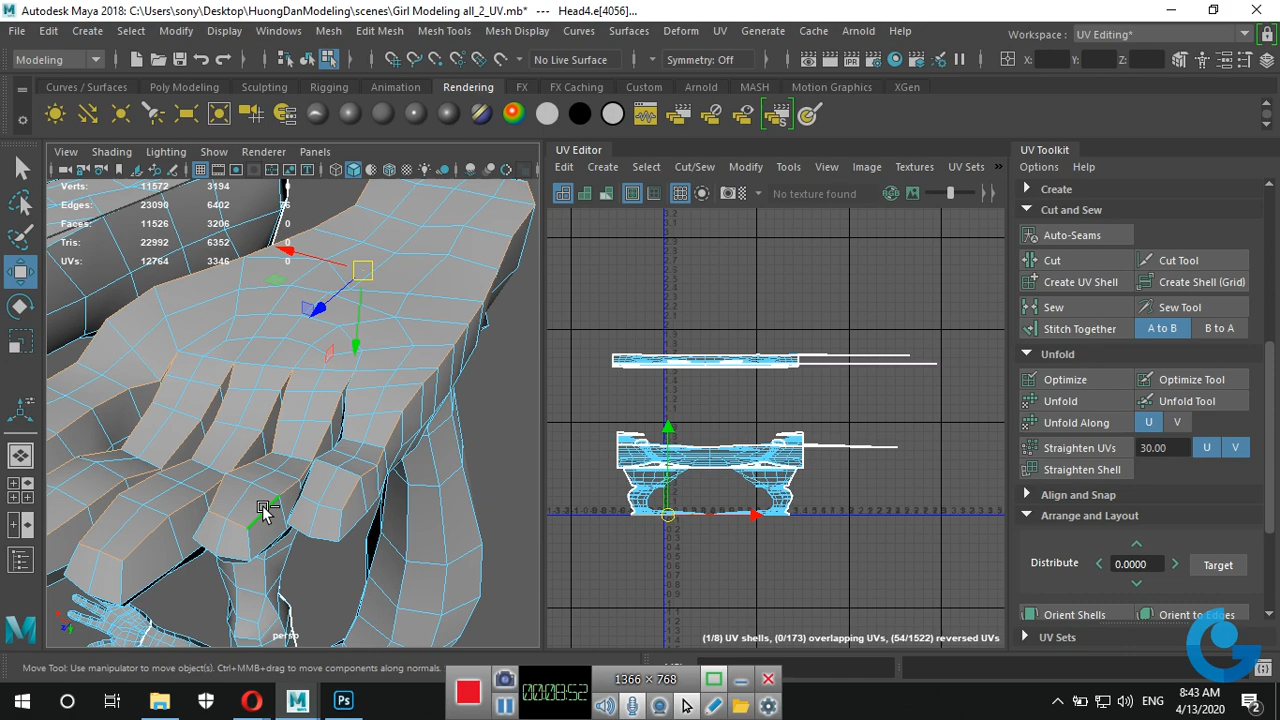 Autodesk Maya 2018: C:\Users\sony\Desktop\HuongDanModeling\scenes\Girl Modeling all_2_UV.mb* --- Head4.e[4056]...
File Edit Create Select Modify Display Windows Mesh Edit Mesh Mesh Tools Mesh Display Curves Surfaces Deform UV Generate Cache Arnold Help Workspace : UV Editing*
Modeling No Live Surface Symmetry: Off X: Y: Z:
Curves / Surfaces Poly Modeling Sculpting Rigging Animation Rendering FX FX Caching Custom Arnold MASH Motion Graphics XGen
View Shading Lighting Show Renderer Panels
Verts: 11572 3194 0
Edges: 23090 6402 26
Faces: 11526 3206 0
Tris: 22992 6352 0
UVs: 12764 3346 0
persp
UV Editor
Edit Create Select Cut/Sew Modify Tools View Image Textures UV Sets »
No texture found
(1/8) UV shells, (0/173) overlapping UVs, (54/1522) reversed UVs
UV Toolkit
Options Help
Create
Cut and Sew
Auto-Seams
Cut Cut Tool
Create UV Shell Create Shell (Grid)
Sew Sew Tool
Stitch Together A to B B to A
Unfold
Optimize Optimize Tool
Unfold Unfold Tool
Unfold Along U V
Straighten UVs 30.00 U V
Straighten Shell
Align and Snap
Arrange and Layout
Distribute 0.0000 Target
Orient Shells Orient to Edges
UV Sets
Move Tool: Use manipulator to move object(s). Ctrl+MMB+drag to move components along normals.
00:08:52
1366 × 768
ENG
8:43 AM
4/13/2020
2